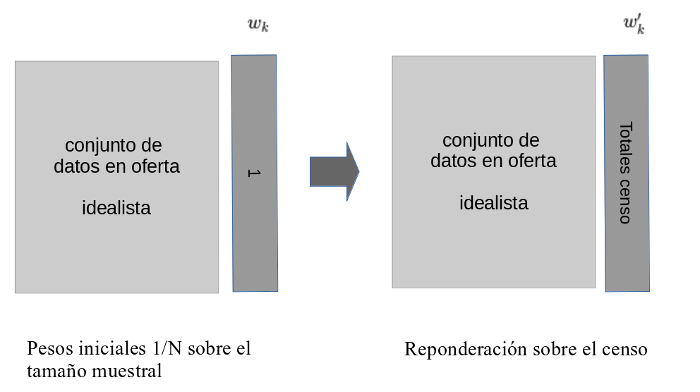 w_k
conjunto de
datos en oferta
idealista
1
Pesos iniciales 1/N sobre el
tamaño muestral
w'_k
conjunto de
datos en oferta
idealista
Totales censo
Reponderación sobre el censo